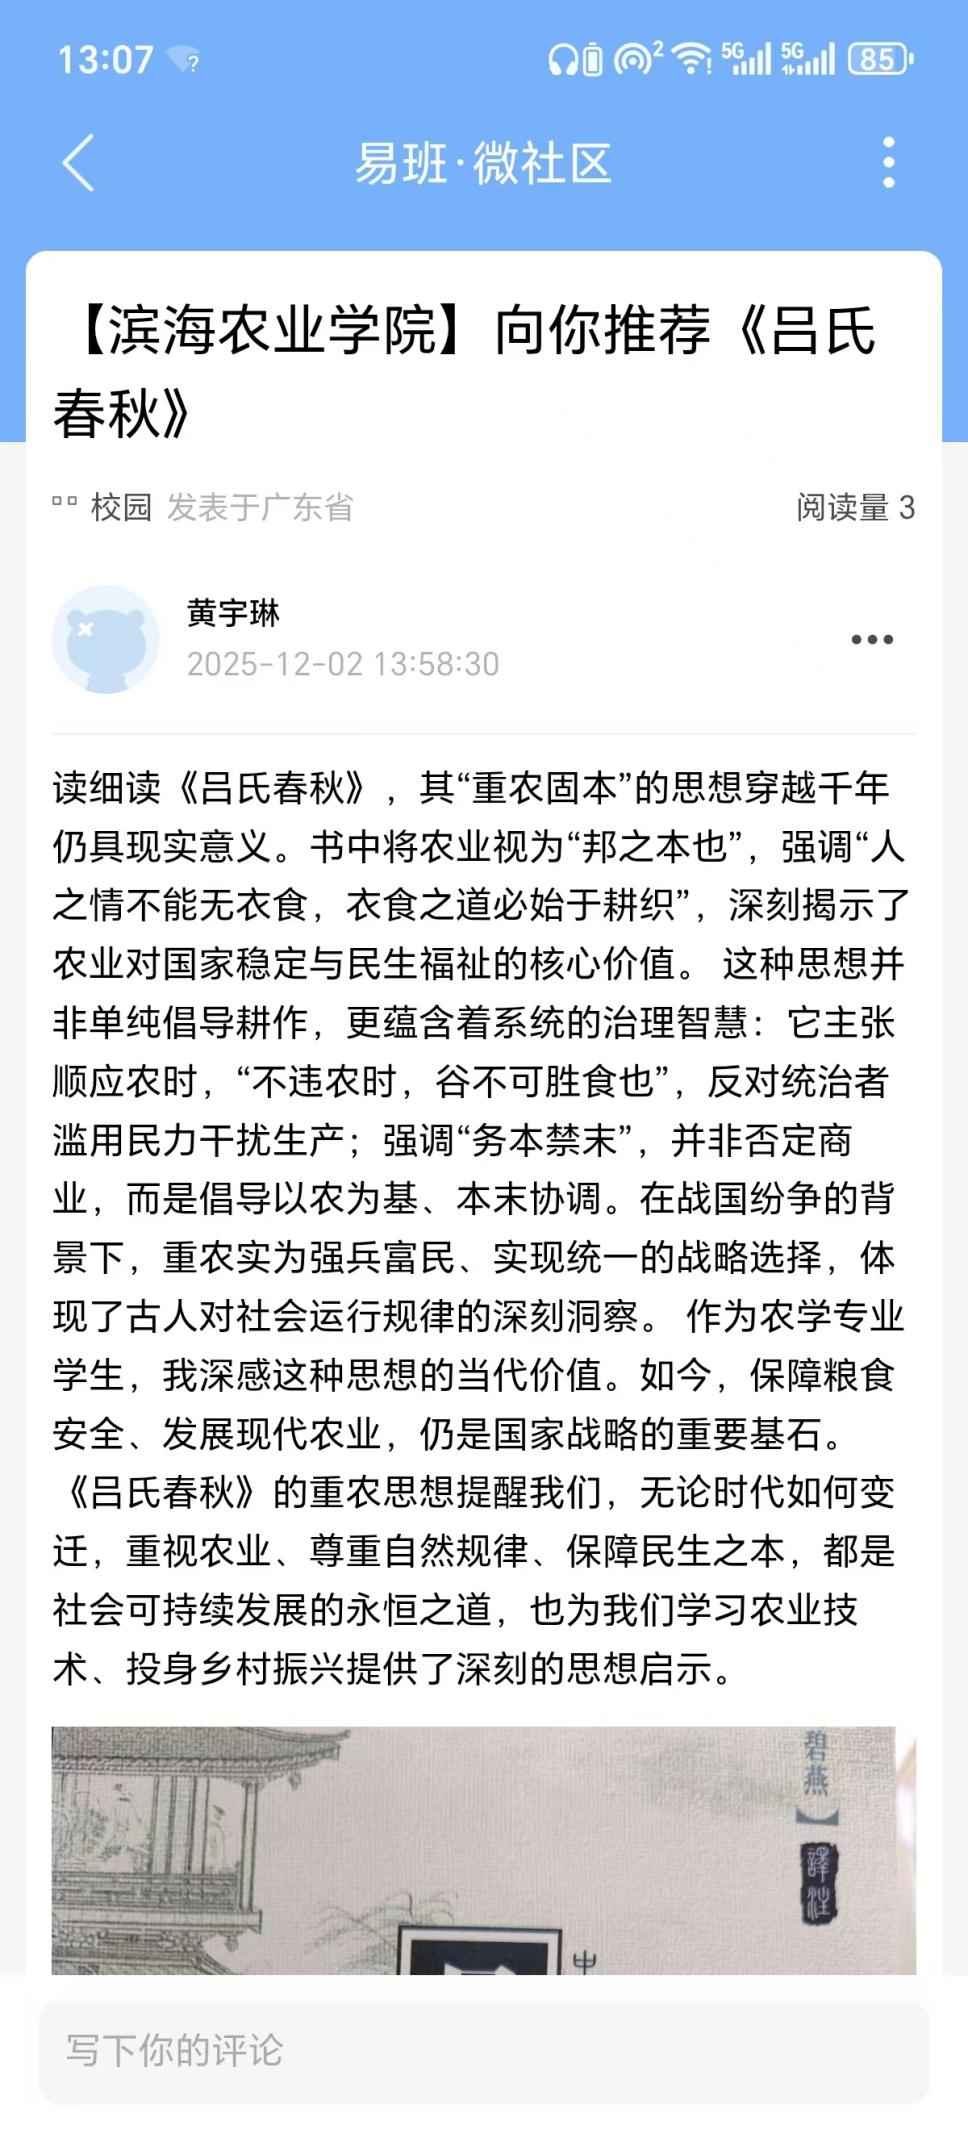 13:07
2 5G 5G 85
易班·微社区
【滨海农业学院】向你推荐《吕氏
春秋》
校园 发表于广东省 阅读量 3
黄宇琳
2025-12-02 13:58:30
读细读《吕氏春秋》，其“重农固本”的思想穿越千年
仍具现实意义。书中将农业视为“邦之本也”，强调“人
之情不能无衣食，衣食之道必始于耕织”，深刻揭示了
农业对国家稳定与民生福祉的核心价值。 这种思想并
非单纯倡导耕作，更蕴含着系统的治理智慧：它主张
顺应农时，“不违农时，谷不可胜食也”，反对统治者
滥用民力干扰生产；强调“务本禁末”，并非否定商
业，而是倡导以农为基、本末协调。在战国纷争的背
景下，重农实为强兵富民、实现统一的战略选择，体
现了古人对社会运行规律的深刻洞察。 作为农学专业
学生，我深感这种思想的当代价值。如今，保障粮食
安全、发展现代农业，仍是国家战略的重要基石。
《吕氏春秋》的重农思想提醒我们，无论时代如何变
迁，重视农业、尊重自然规律、保障民生之本，都是
社会可持续发展的永恒之道，也为我们学习农业技
术、投身乡村振兴提供了深刻的思想启示。
碧燕】
譯注
写下你的评论